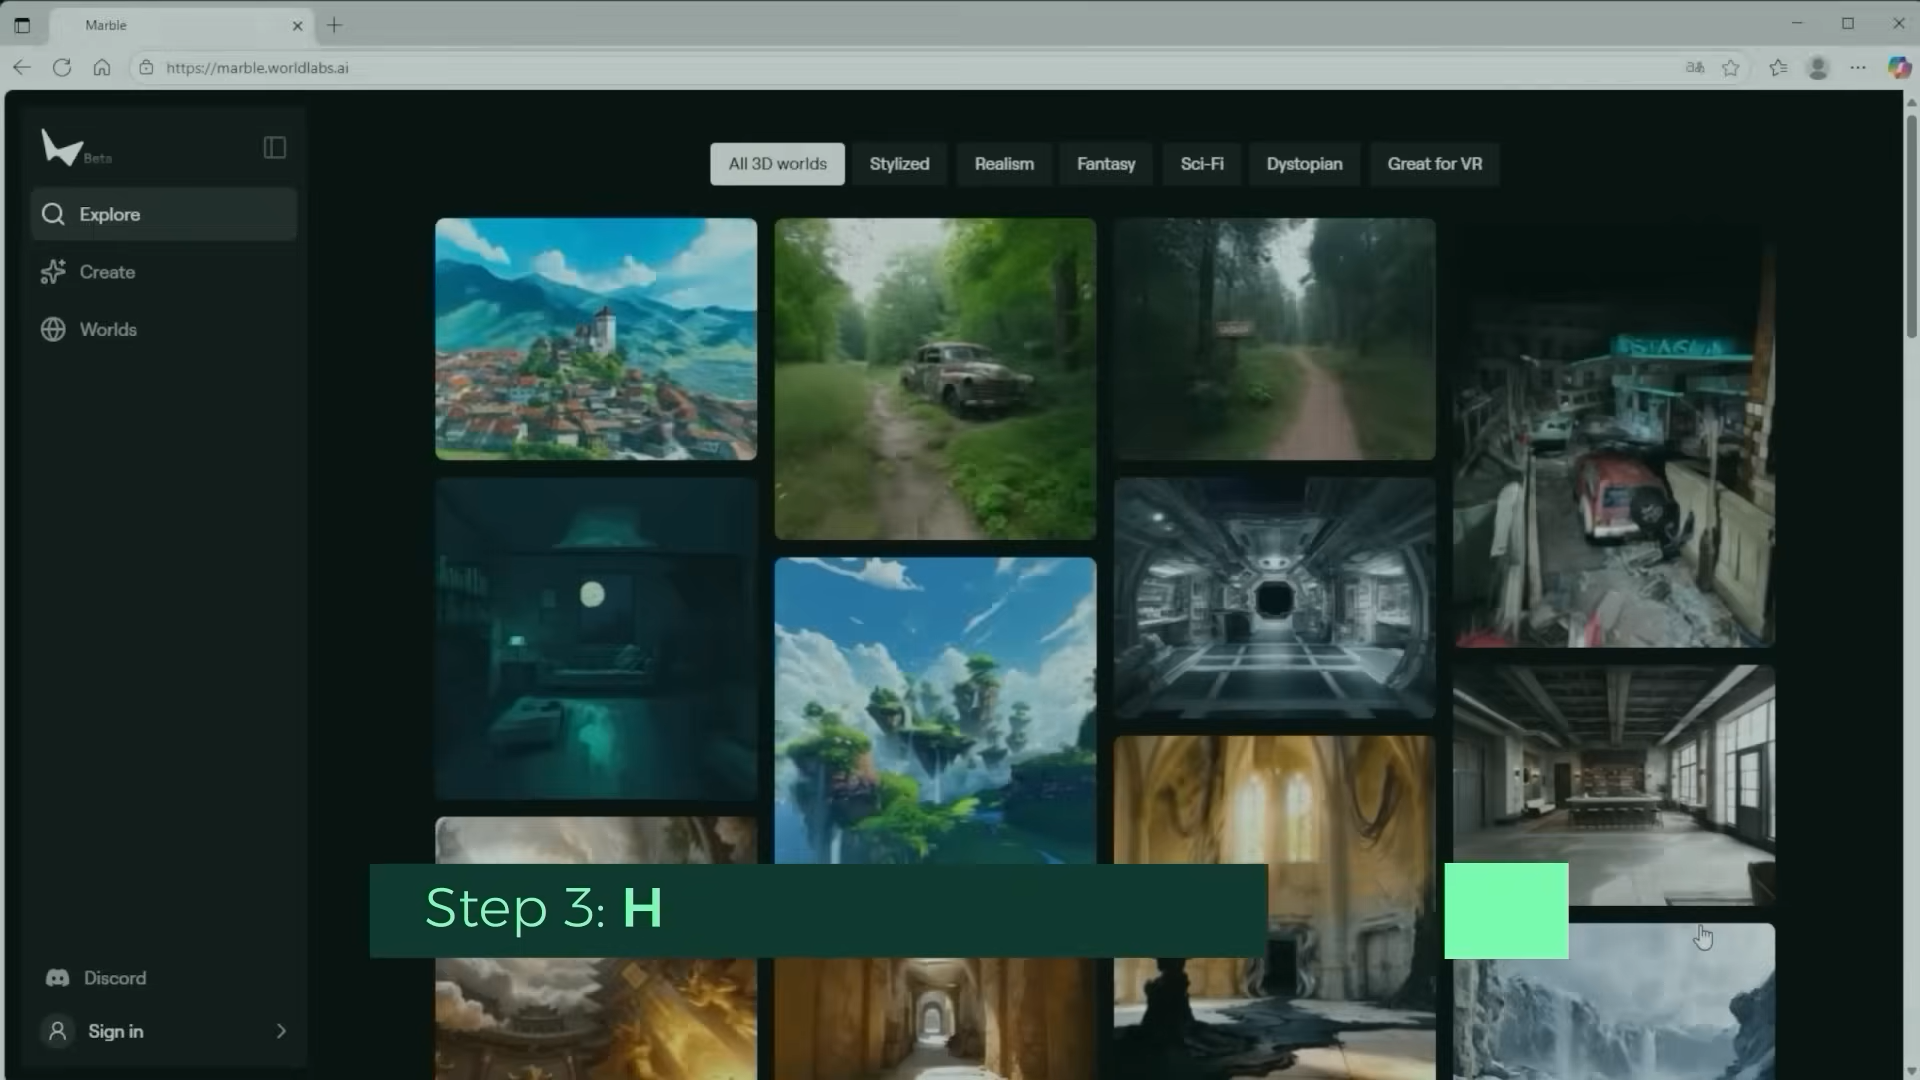 Marble
https://marble.worldlabs.ai
Beta
Explore
Create
Worlds
All 3D worlds
Stylized
Realism
Fantasy
Sci-Fi
Dystopian
Great for VR
Step 3: H
Discord
Sign in